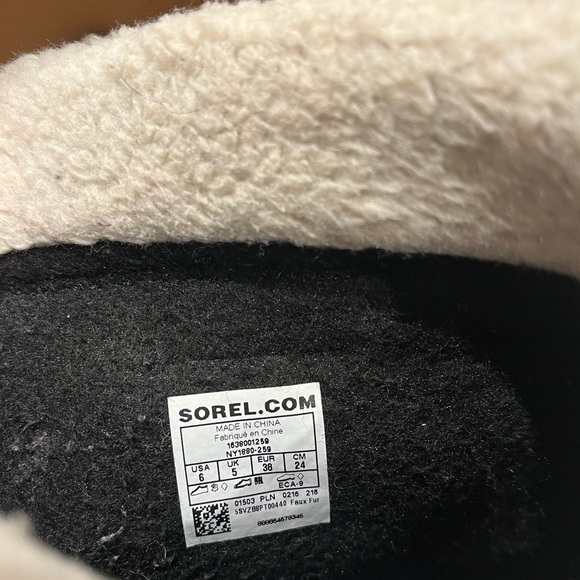 SOREL.COM
MADE IN CHINA
Fabriqué en Chine
1638001259
NY1880-259
USA UK EUR CM
6 5 38 24
ECA-9
01503 PLN 0216 216
Faux Fur